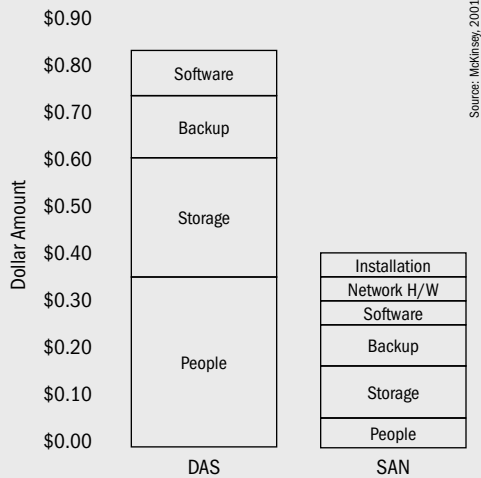 Source: McKinsey, 2001
Dollar Amount
$0.90
$0.80
$0.70
$0.60
$0.50
$0.40
$0.30
$0.20
$0.10
$0.00
Software
Backup
Storage
People
DAS
Installation
Network H/W
Software
Backup
Storage
People
SAN